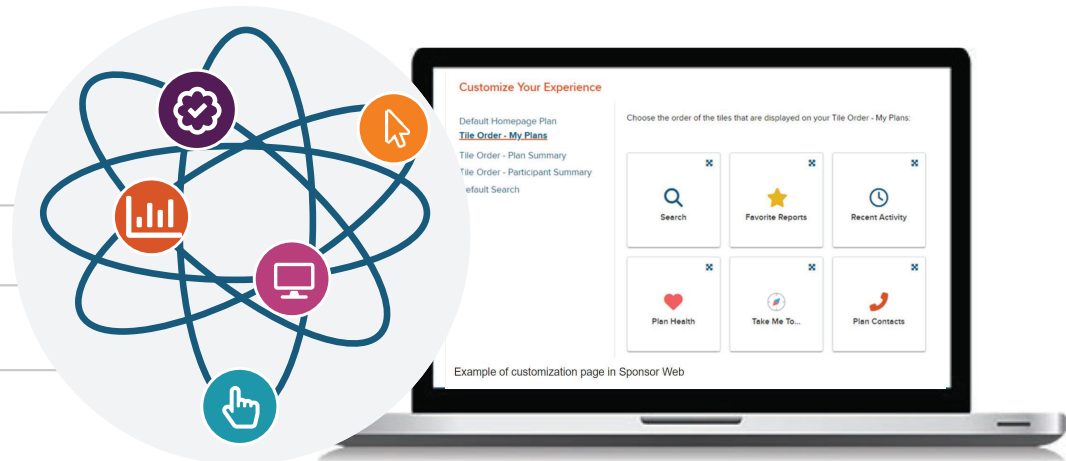 Customize Your Experience
Default Homepage Plan
Tile Order - My Plans
Tile Order - Plan Summary
Tile Order - Participant Summary
Default Search
Choose the order of the tiles that are displayed on your Tile Order - My Plans:
Search
Favorite Reports
Recent Activity
Plan Health
Take Me To...
Plan Contacts
Example of customization page in Sponsor Web